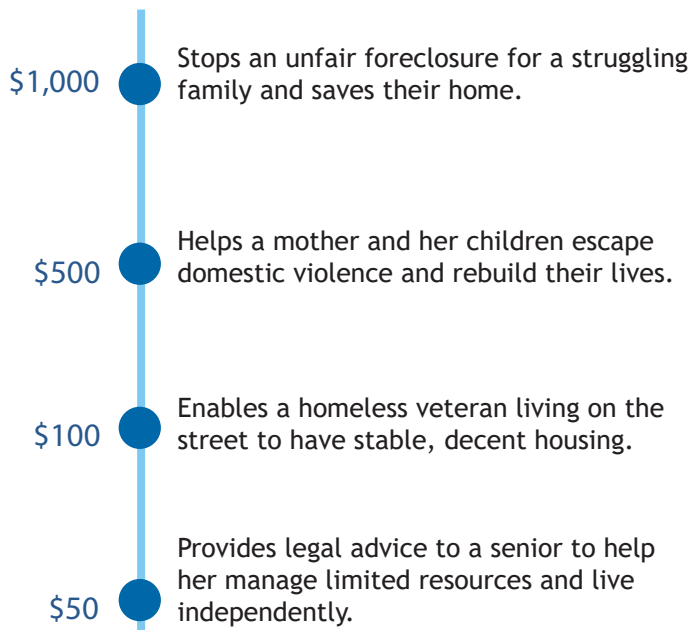 $1,000
Stops an unfair foreclosure for a struggling
family and saves their home.
$500
Helps a mother and her children escape
domestic violence and rebuild their lives.
$100
Enables a homeless veteran living on the
street to have stable, decent housing.
$50
Provides legal advice to a senior to help
her manage limited resources and live
independently.